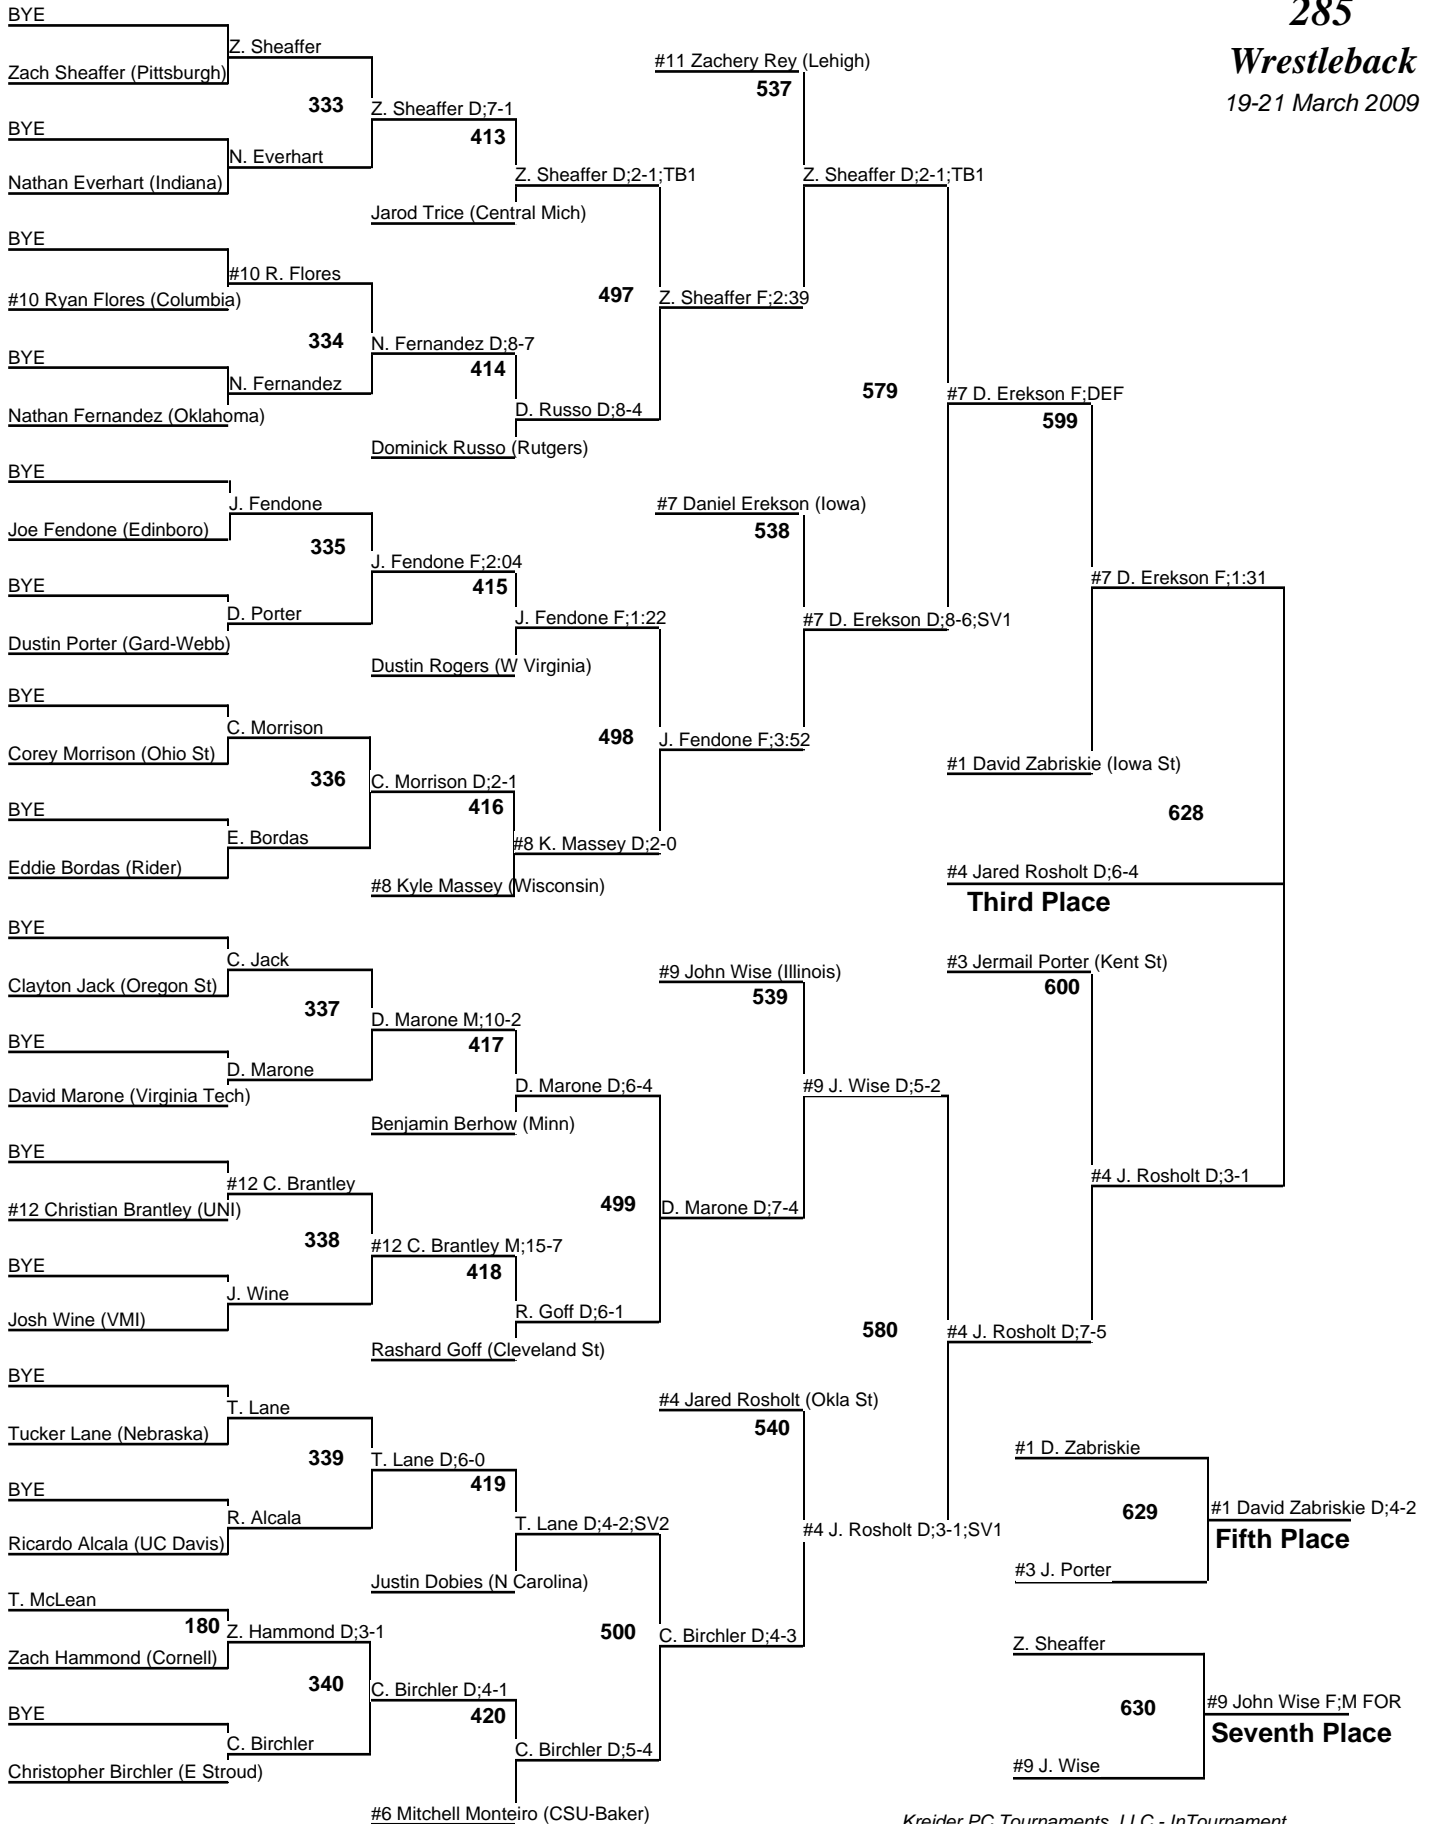 285
Wrestleback
19-21 March 2009
BYE
Z. Sheaffer
Zach Sheaffer (Pittsburgh)
333
Z. Sheaffer D;7-1
413
BYE
N. Everhart
Nathan Everhart (Indiana)
Z. Sheaffer D;2-1;TB1
Jarod Trice (Central Mich)
#11 Zachery Rey (Lehigh)
537
Z. Sheaffer D;2-1;TB1
BYE
#10 R. Flores
#10 Ryan Flores (Columbia)
497
Z. Sheaffer F;2:39
334
N. Fernandez D;8-7
414
BYE
N. Fernandez
Nathan Fernandez (Oklahoma)
D. Russo D;8-4
Dominick Russo (Rutgers)
579
#7 D. Erekson F;DEF
599
BYE
J. Fendone
Joe Fendone (Edinboro)
335
J. Fendone F;2:04
415
BYE
D. Porter
Dustin Porter (Gard-Webb)
J. Fendone F;1:22
Dustin Rogers (W Virginia)
#7 Daniel Erekson (Iowa)
538
#7 D. Erekson D;8-6;SV1
#7 D. Erekson F;1:31
BYE
C. Morrison
Corey Morrison (Ohio St)
498
J. Fendone F;3:52
336
C. Morrison D;2-1
416
BYE
E. Bordas
Eddie Bordas (Rider)
#8 K. Massey D;2-0
#8 Kyle Massey (Wisconsin)
#1 David Zabriskie (Iowa St)
628
#4 Jared Rosholt D;6-4
Third Place
BYE
C. Jack
Clayton Jack (Oregon St)
337
D. Marone M;10-2
417
BYE
D. Marone
David Marone (Virginia Tech)
D. Marone D;6-4
Benjamin Berhow (Minn)
#9 John Wise (Illinois)
539
#9 J. Wise D;5-2
#3 Jermail Porter (Kent St)
600
#4 J. Rosholt D;3-1
BYE
#12 C. Brantley
#12 Christian Brantley (UNI)
499
D. Marone D;7-4
338
#12 C. Brantley M;15-7
418
BYE
J. Wine
Josh Wine (VMI)
R. Goff D;6-1
Rashard Goff (Cleveland St)
580
#4 J. Rosholt D;7-5
BYE
T. Lane
Tucker Lane (Nebraska)
339
T. Lane D;6-0
419
BYE
R. Alcala
Ricardo Alcala (UC Davis)
T. Lane D;4-2;SV2
Justin Dobies (N Carolina)
#4 Jared Rosholt (Okla St)
540
#4 J. Rosholt D;3-1;SV1
#1 D. Zabriskie
629
#1 David Zabriskie D;4-2
Fifth Place
#3 J. Porter
T. McLean
180
Z. Hammond D;3-1
Zach Hammond (Cornell)
500
C. Birchler D;4-3
340
C. Birchler D;4-1
420
BYE
C. Birchler
Christopher Birchler (E Stroud)
C. Birchler D;5-4
#6 Mitchell Monteiro (CSU-Baker)
Z. Sheaffer
630
#9 John Wise F;M FOR
Seventh Place
#9 J. Wise
Kreider PC Tournaments, LLC - InTournament